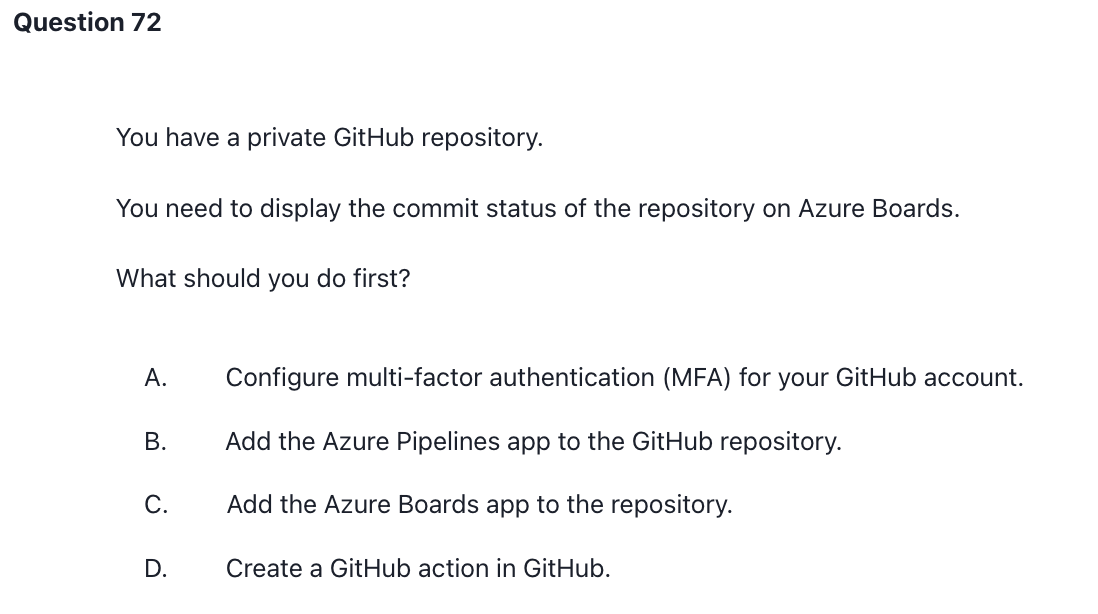 Question 72
You have a private GitHub repository.
You need to display the commit status of the repository on Azure Boards.
What should you do first?
A. Configure multi-factor authentication (MFA) for your GitHub account.
B. Add the Azure Pipelines app to the GitHub repository.
C. Add the Azure Boards app to the repository.
D. Create a GitHub action in GitHub.